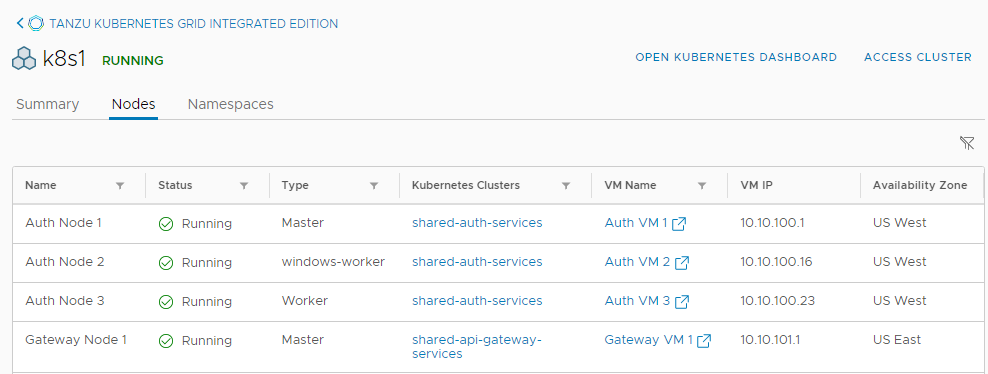 TANZU KUBERNETES GRID INTEGRATED EDITION
k8s1 RUNNING
OPEN KUBERNETES DASHBOARD ACCESS CLUSTER
Summary Nodes Namespaces
Name Status Type Kubernetes Clusters VM Name VM IP Availability Zone
Auth Node 1 Running Master shared-auth-services Auth VM 1 10.10.100.1 US West
Auth Node 2 Running windows-worker shared-auth-services Auth VM 2 10.10.100.16 US West
Auth Node 3 Running Worker shared-auth-services Auth VM 3 10.10.100.23 US West
Gateway Node 1 Running Master shared-api-gateway- Gateway VM 1 10.10.101.1 US East
services